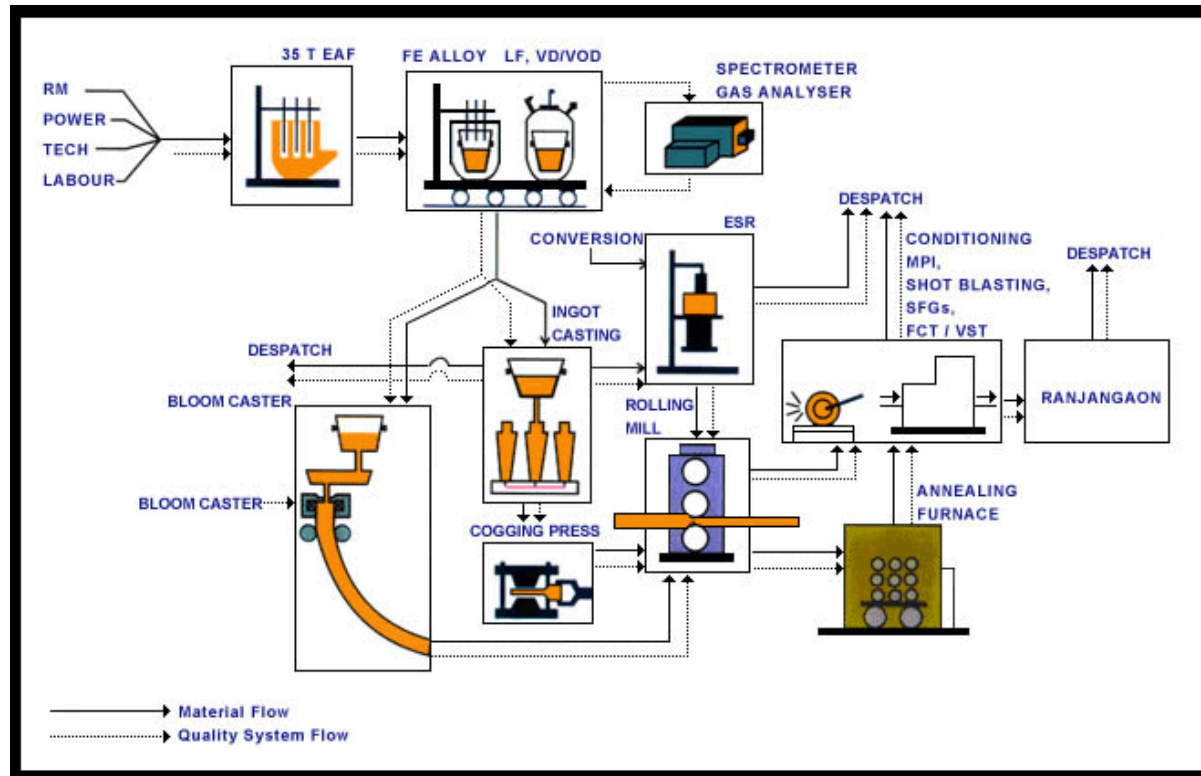 35 T EAF
FE ALLOY LF, VD/VOD
SPECTROMETER
GAS ANALYSER
RM
POWER
TECH
LABOUR
DESPATCH
ESR
CONVERSION
CONDITIONING
MPI,
SHOT BLASTING,
SFGs,
FCT / VST
DESPATCH
INGOT
CASTING
DESPATCH
BLOOM CASTER
ROLLING
MILL
RANJANGAON
BLOOM CASTER
ANNEALING
FURNACE
COGGING PRESS
Material Flow
Quality System Flow